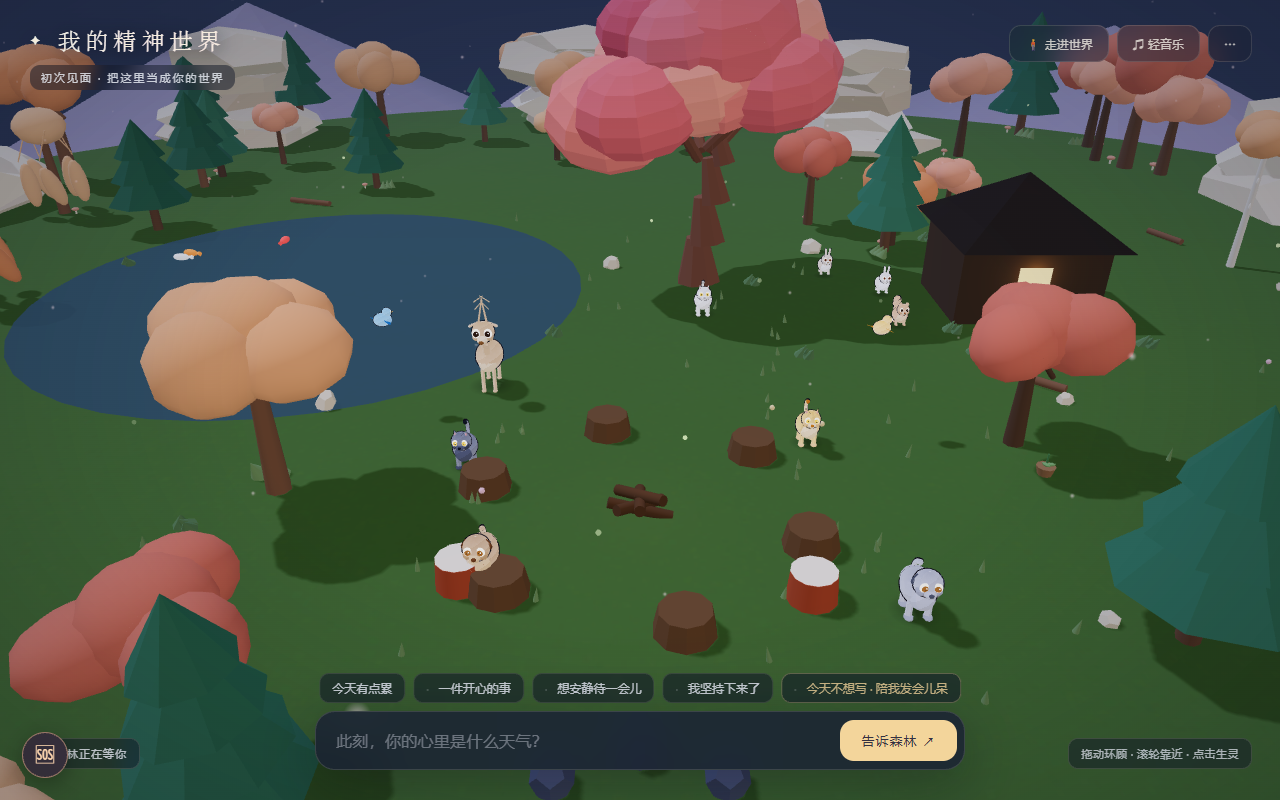 ✦ 我的精神世界
初次见面 · 把这里当成你的世界
走进世界
轻音乐
···
今天有点累
· 一件开心的事
· 想安静待一会儿
· 我坚持下来了
· 今天不想写 · 陪我发会儿呆
此刻，你的心里是什么天气？
告诉森林 ↗
SOS
林正在等你
拖动环顾 · 滚轮靠近 · 点击生灵